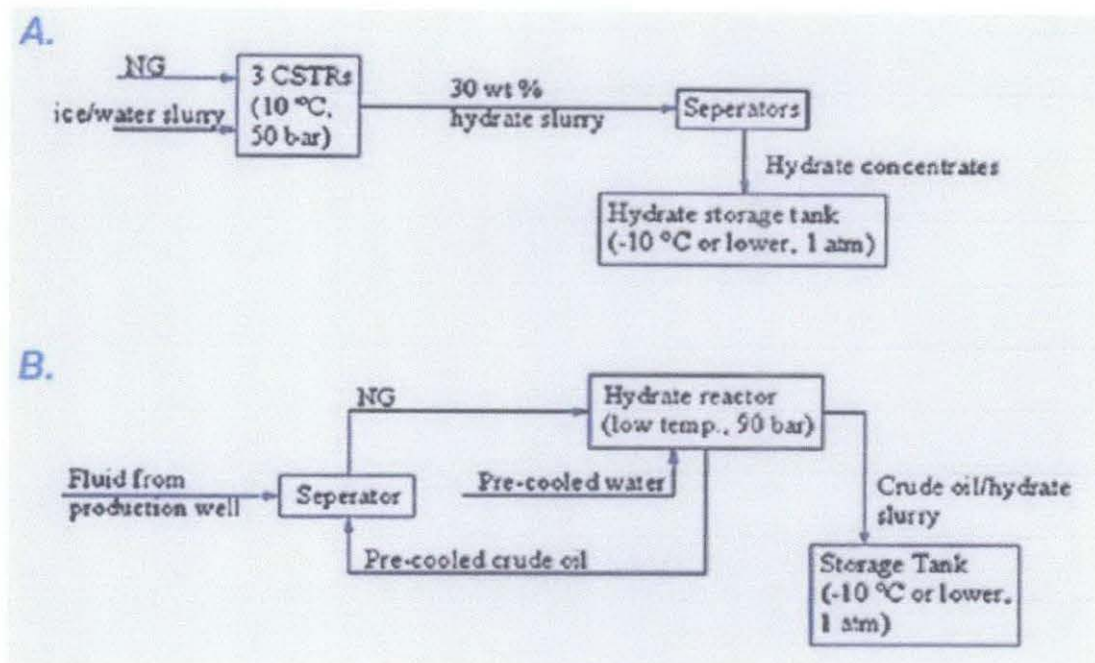 A.
NG
ice/water slurry
3 CSTRs
(10 °C,
50 bar)
30 wt %
hydrate slurry
Seperators
Hydrate concentrates
Hydrate storage tank
(-10 °C or lower, 1 atm)
B.
NG
Hydrate reactor
(low temp., 90 bar)
Fluid from
production well
Seperator
Pre-cooled water
Pre-cooled crude oil
Crude oil/hydrate
slurry
Storage Tank
(-10 °C or lower,
1 atm)